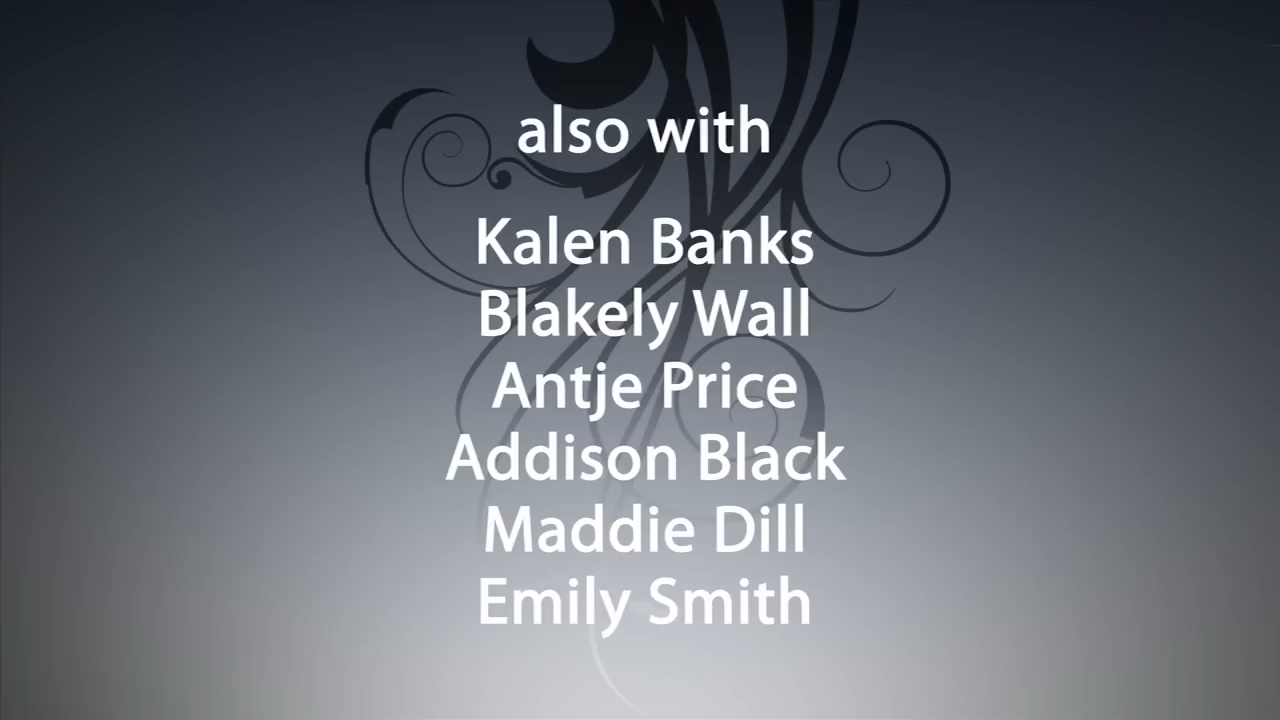 also with
Kalen Banks
Blakely Wall
Antje Price
Addison Black
Maddie Dill
Emily Smith